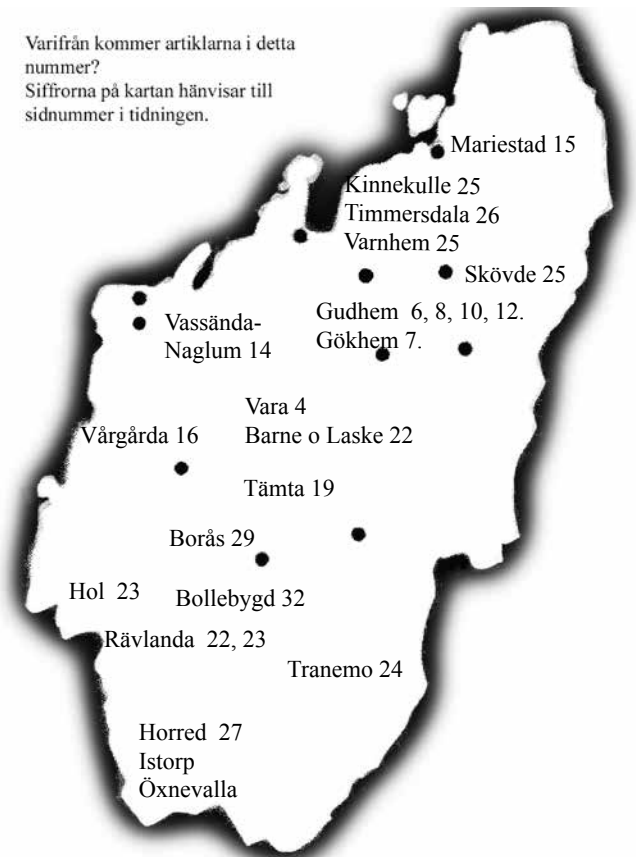 Varifrån kommer artiklarna i detta
nummer?
Siffrorna på kartan hänvisar till
sidnummer i tidningen.
Mariestad 15
Kinnekulle 25
Timmersdala 26
Varnhem 25
Skövde 25
Gudhem 6, 8, 10, 12.
Gökhem 7.
Vassända-
Naglum 14
Vara 4
Barne o Laske 22
Vårgårda 16
Tämta 19
Borås 29
Hol 23
Bollebygd 32
Rävlanda 22, 23
Tranemo 24
Horred 27
Istorp
Öxnevalla